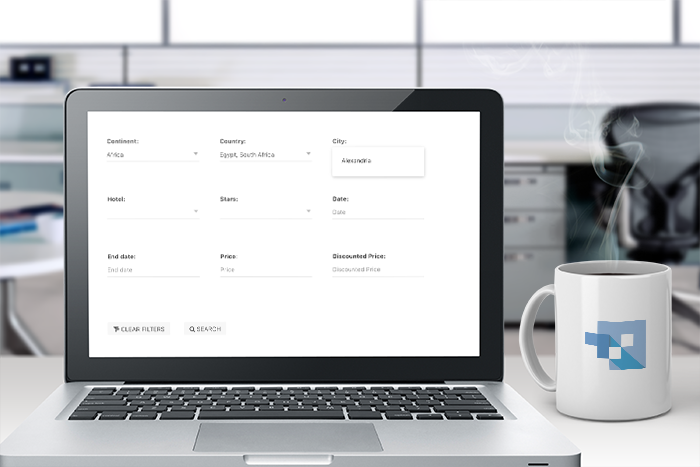 Continent: Country: City:
Africa Egypt, South Africa Alexandria
Hotel: Stars: Date:
Date
End date: Price: Discounted Price:
End date Price Discounted Price
CLEAR FILTERS SEARCH